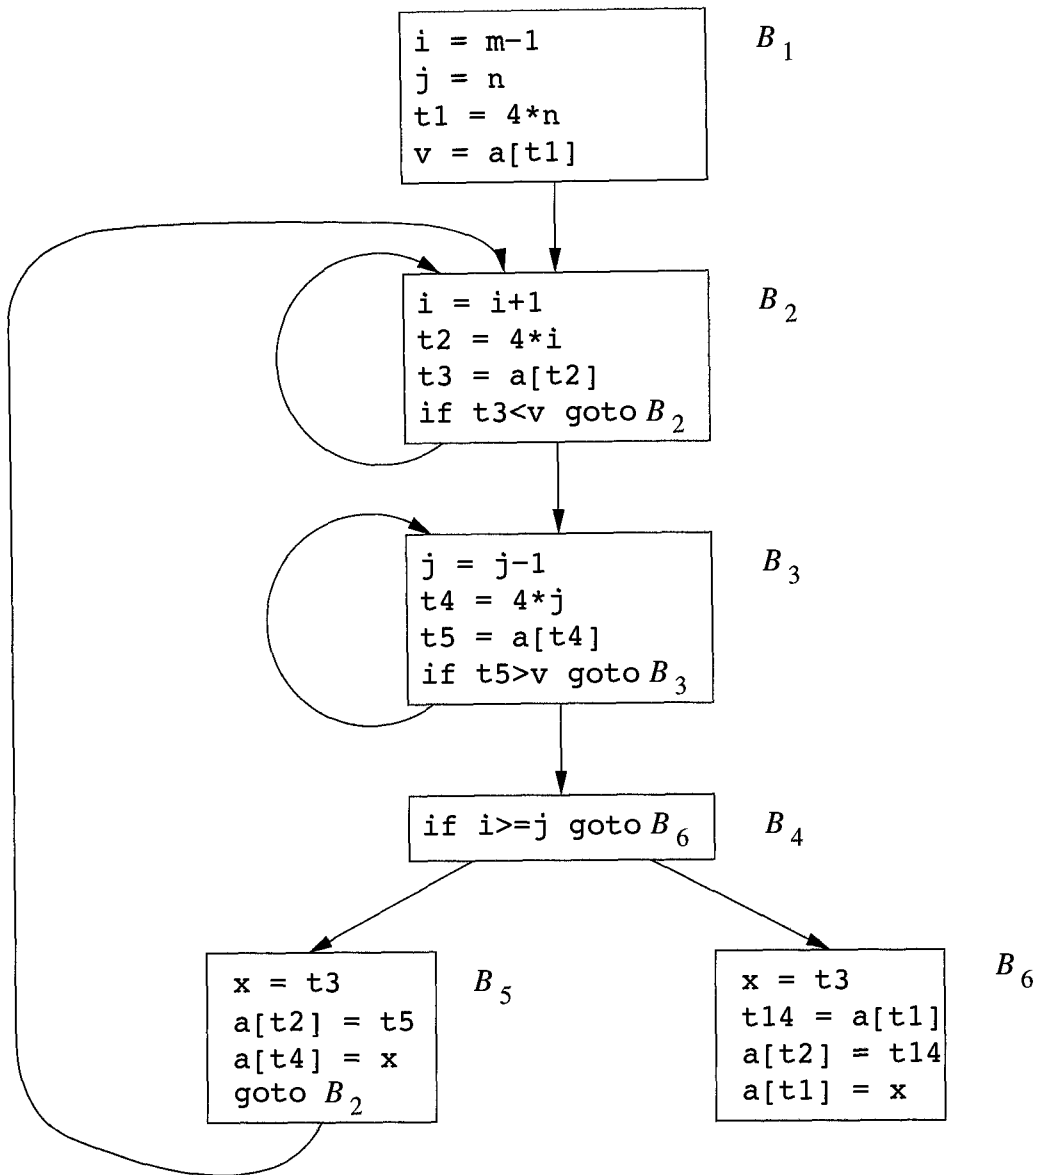 i = m-1
j = n
t1 = 4*n
v = a[t1]
B1
i = i+1
t2 = 4*i
t3 = a[t2]
if t3<v goto B2
B2
j = j-1
t4 = 4*j
t5 = a[t4]
if t5>v goto B3
B3
if i>=j goto B6
B4
x = t3
a[t2] = t5
a[t4] = x
goto B2
B5
x = t3
t14 = a[t1]
a[t2] = t14
a[t1] = x
B6